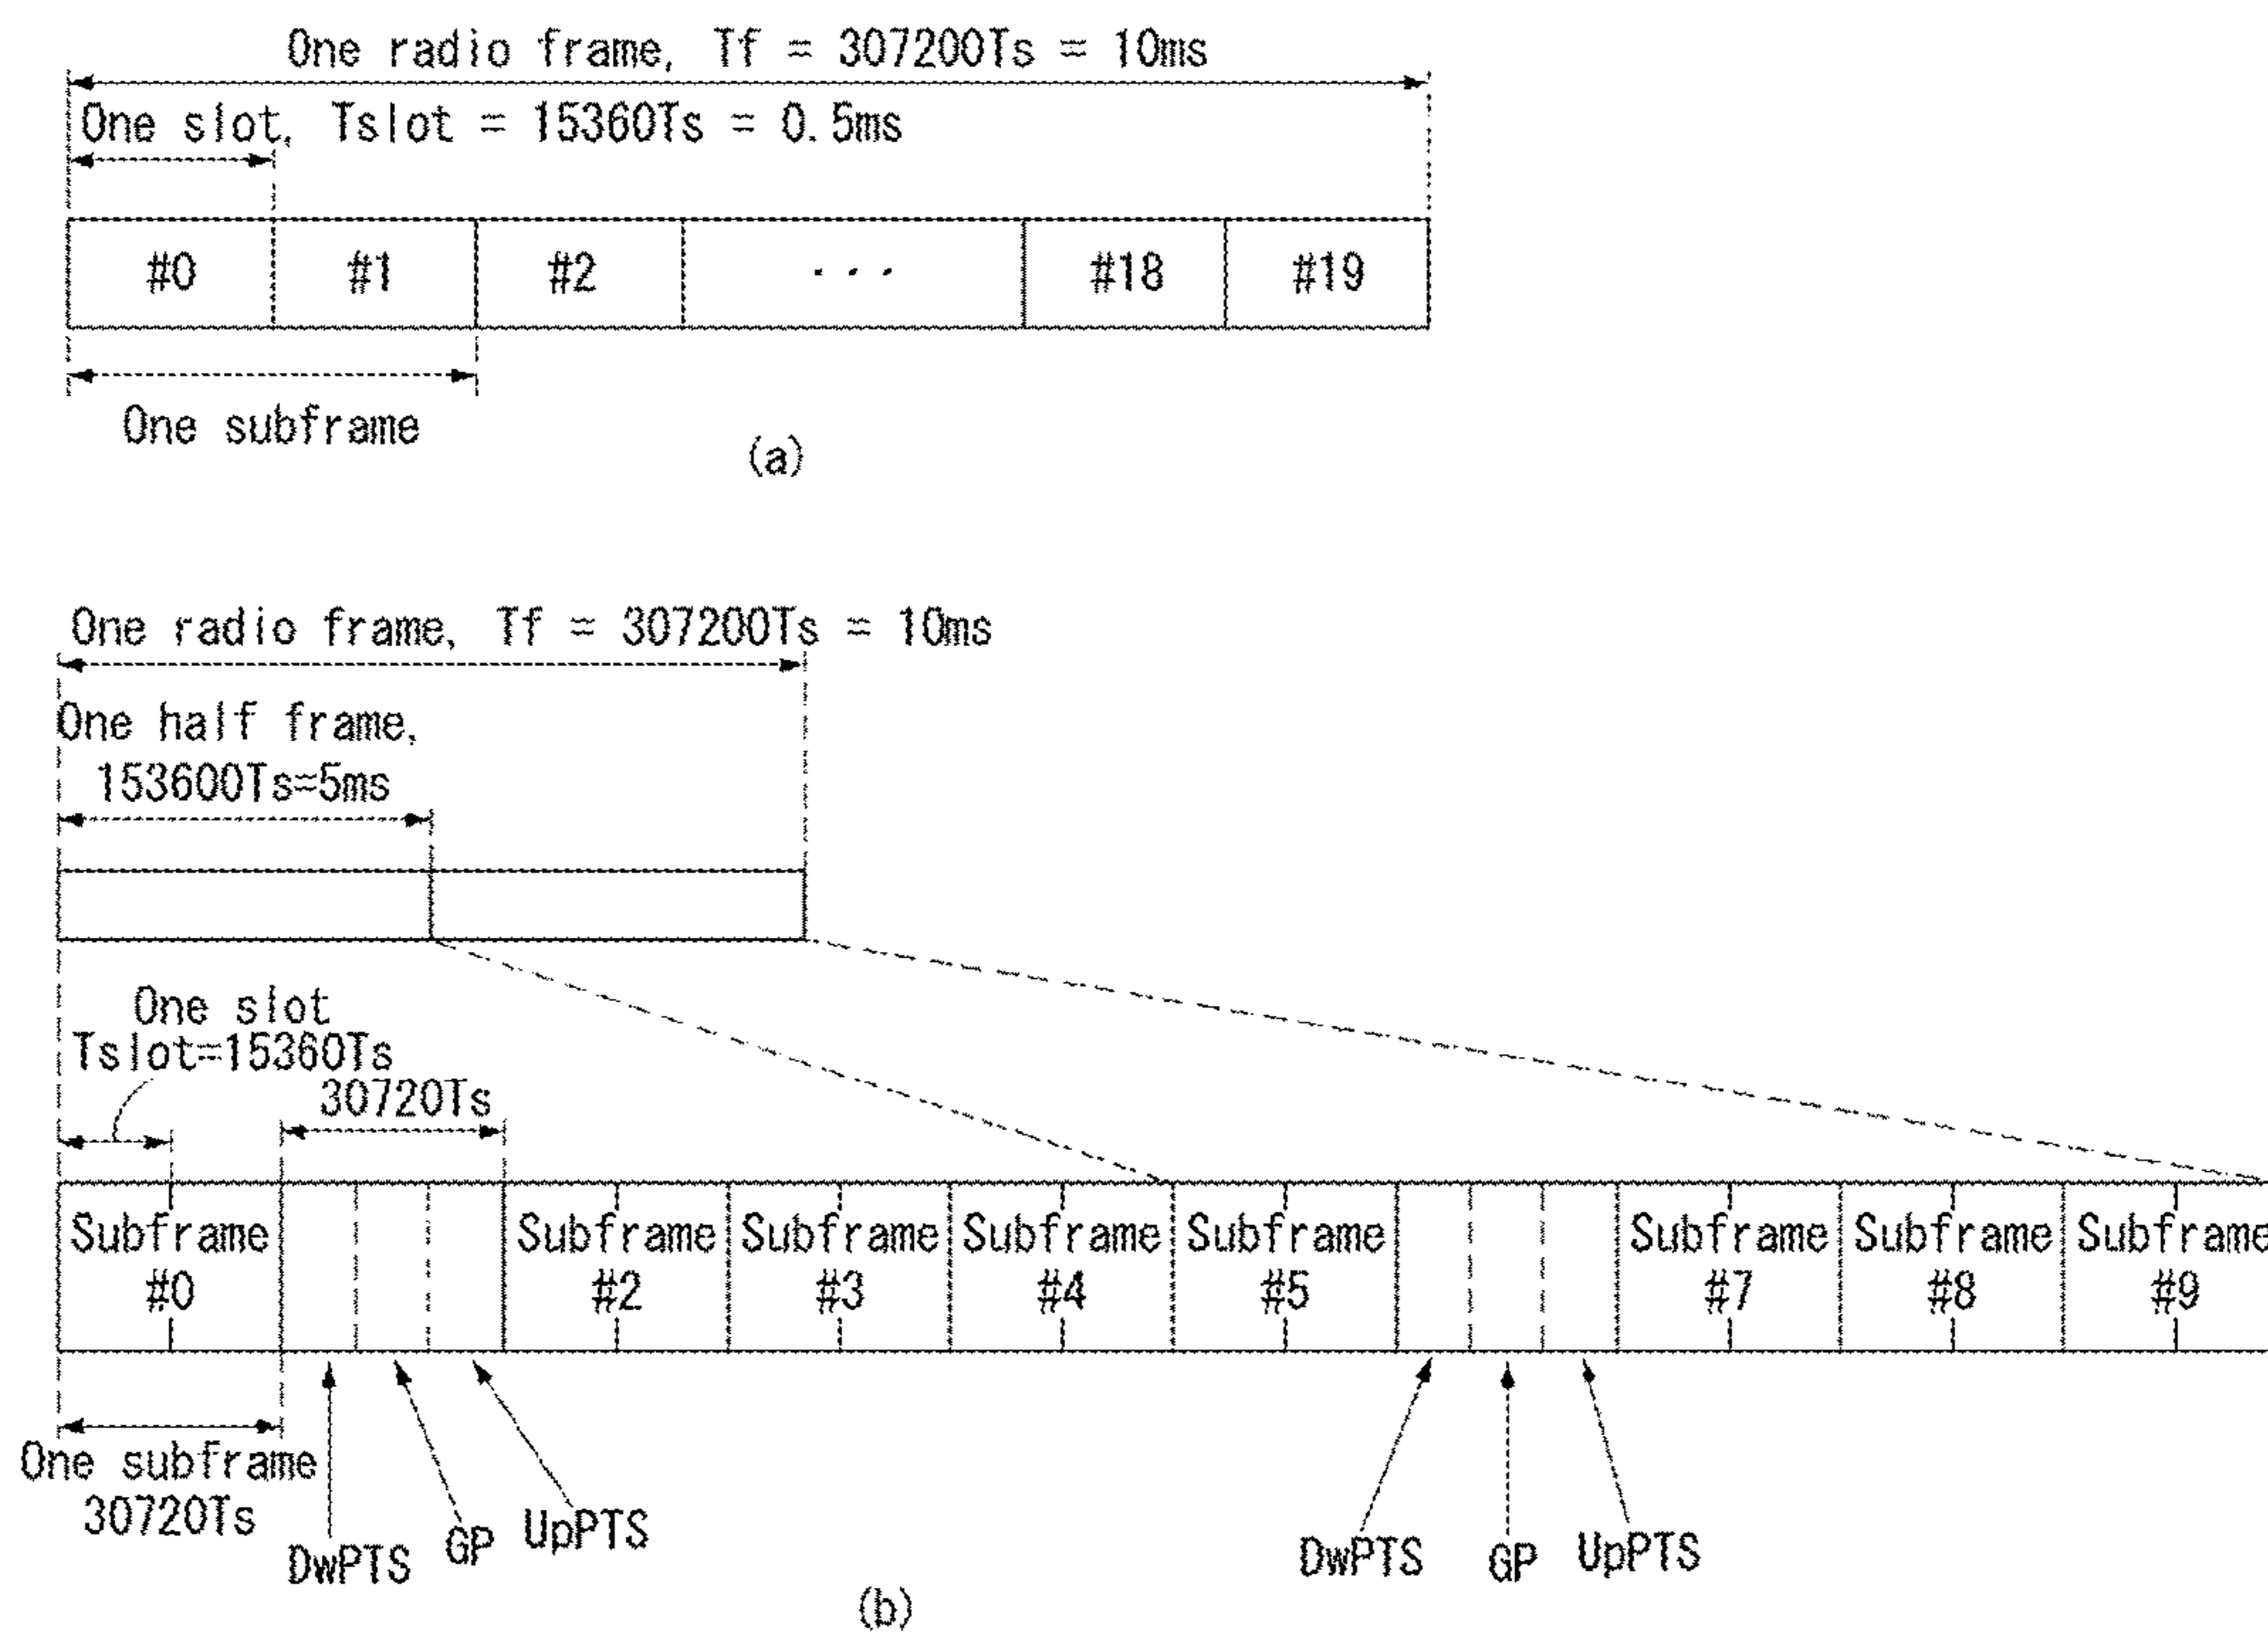 One radio frame, Tf = 307200Ts = 10ms
One slot, Tslot = 15360Ts = 0.5ms
#0 #1 #2 ... #18 #19
One subframe
(a)
One radio frame, Tf = 307200Ts = 10ms
One half frame,
153600Ts=5ms
One slot
Tslot=15360Ts
30720Ts
Subframe Subframe Subframe Subframe Subframe Subframe Subframe Subframe
#0 #2 #3 #4 #5 #7 #8 #9
One subframe
30720Ts
DwPTS GP UpPTS DwPTS GP UpPTS
(b)